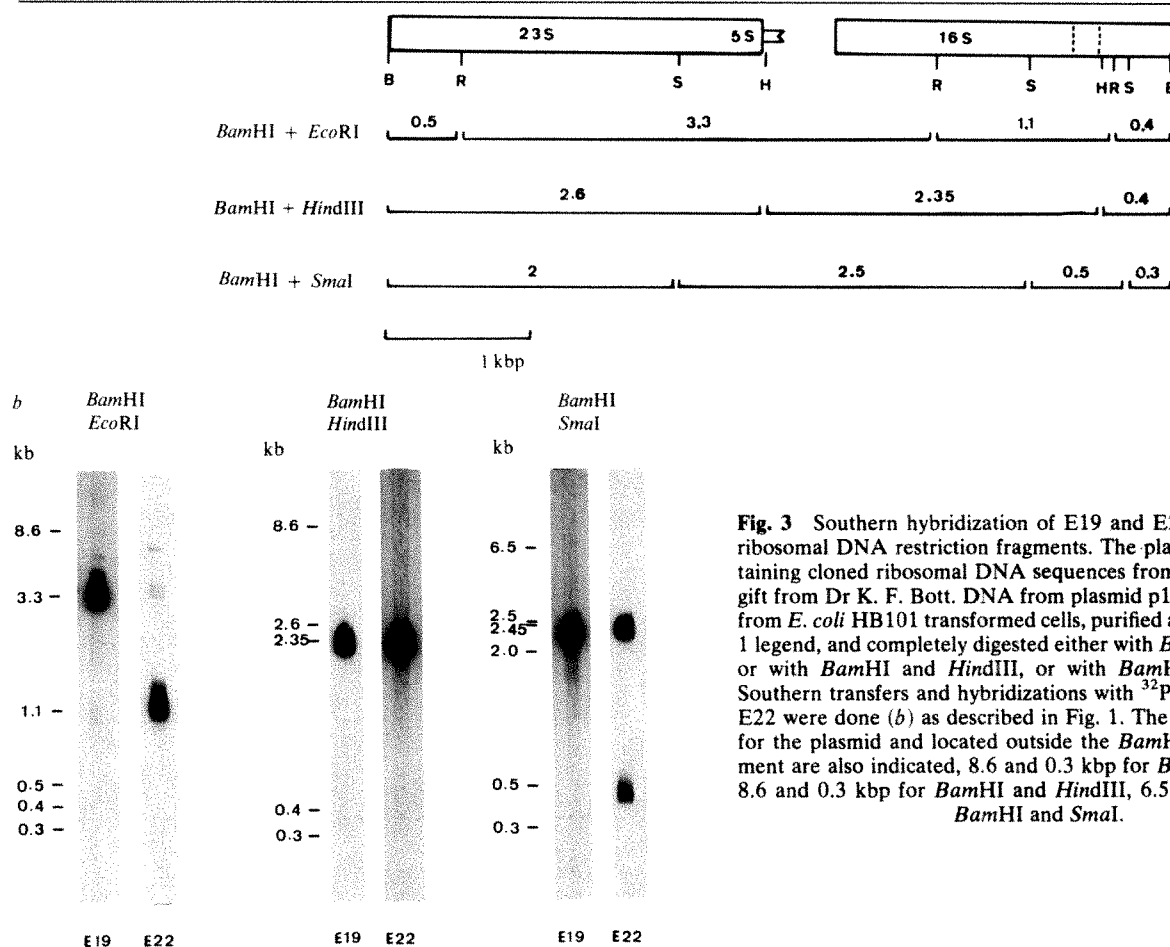 23S 5S 16S
B R S H R S H R S
BamHI + EcoRI 0.5 3.3 1.1 0.4
BamHI + HindIII 2.6 2.35 0.4
BamHI + SmaI 2 2.5 0.5 0.3
1 kbp
b
BamHI
EcoRI
kb
8.6 –
3.3 –
1.1 –
0.5 –
0.4 –
0.3 –
E19 E22
BamHI
HindIII
kb
8.6 –
2.6 –
2.35 –
0.4 –
0.3 –
E19 E22
BamHI
SmaI
kb
6.5 –
2.5 =
2.45
2.0 –
0.5 –
0.3 –
E19 E22
Fig. 3 Southern hybridization of E19 and
ribosomal DNA restriction fragments. The
taining cloned ribosomal DNA sequences from
gift from Dr K. F. Bott. DNA from plasmid
from E. coli HB101 transformed cells, purified
1 legend, and completely digested either with
or with BamHI and HindIII, or with
Southern transfers and hybridizations with
E22 were done (b) as described in Fig. 1. The
for the plasmid and located outside the
ment are also indicated, 8.6 and 0.3 kbp for
8.6 and 0.3 kbp for BamHI and HindIII, 6.5
BamHI and SmaI.